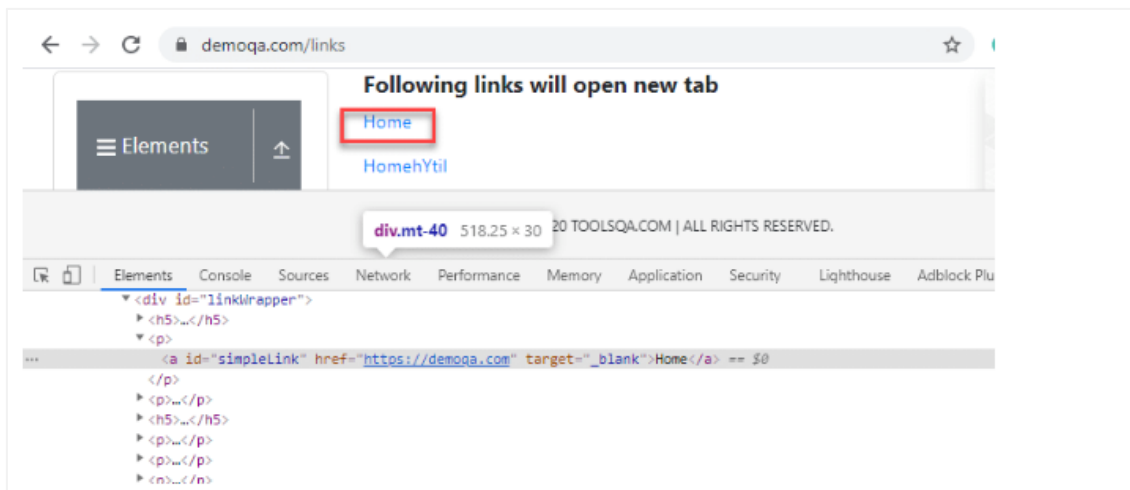 demoqa.com/links
Following links will open new tab
Home
Elements
HomehYtil
div.mt-40 518.25 × 30 20 TOOLSQA.COM | ALL RIGHTS RESERVED.
Elements Console Sources Network Performance Memory Application Security Lighthouse Adblock Plu
▼<div id="linkWrapper">
▶<h5>…</h5>
▼<p>
… <a id="simpleLink" href="https://demoqa.com" target="_blank">Home</a> == $0
</p>
▶<p>…</p>
▶<h5>…</h5>
▶<p>…</p>
▶<p>…</p>